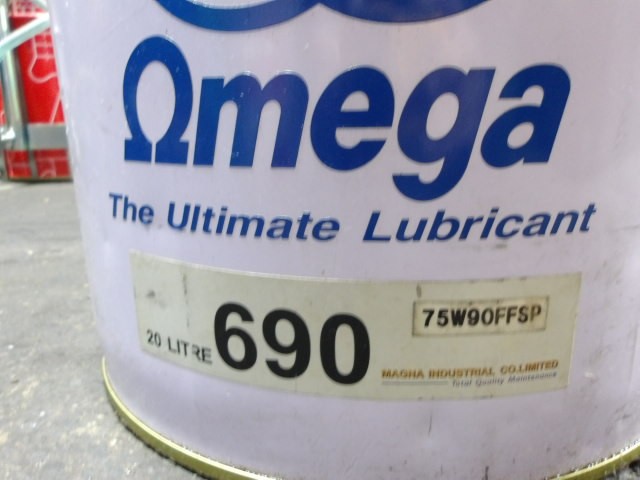 Ωmega
The Ultimate Lubricant
20 LITRE 690 75W90FFSP
MAGNA INDUSTRIAL CO.LIMITED
Total Quality Maintenance